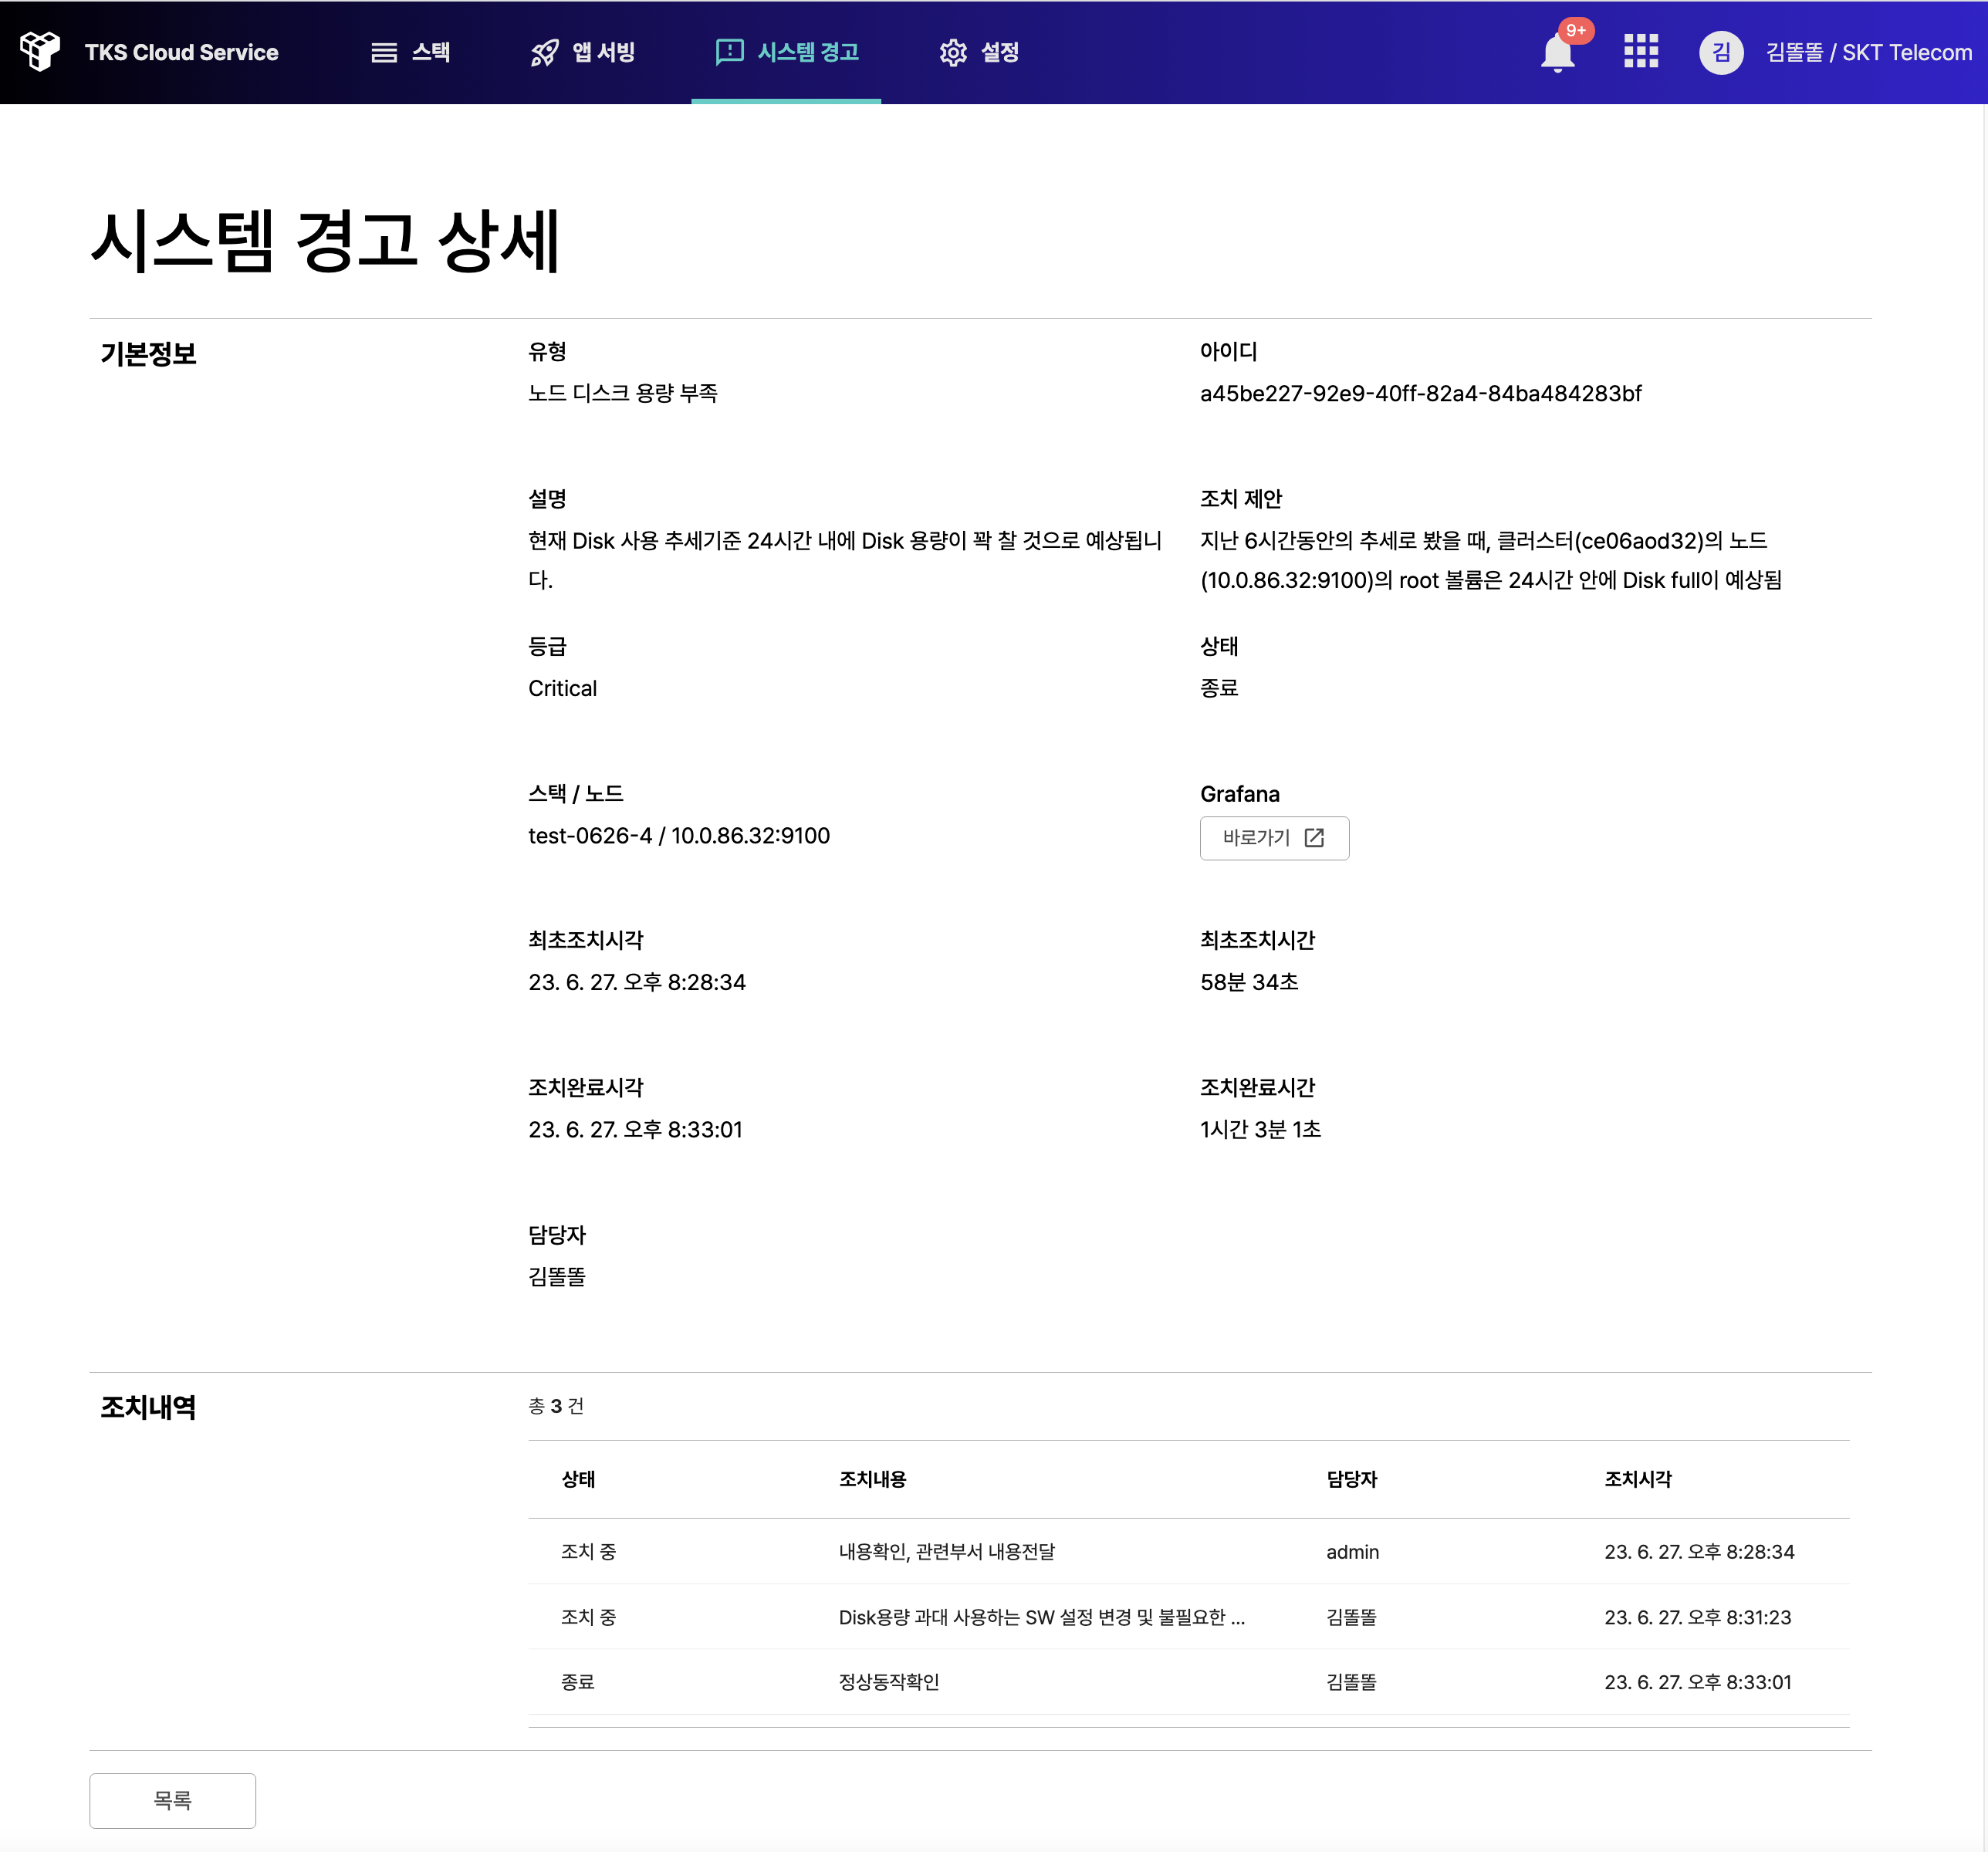 TKS Cloud Service
스택
앱 서빙
시스템 경고
설정
9+
김
김똘똘 / SKT Telecom
시스템 경고 상세
기본정보
유형
노드 디스크 용량 부족
아이디
a45be227-92e9-40ff-82a4-84ba484283bf
설명
현재 Disk 사용 추세기준 24시간 내에 Disk 용량이 꽉 찰 것으로 예상됩니
다.
조치 제안
지난 6시간동안의 추세로 봤을 때, 클러스터(ce06aod32)의 노드
(10.0.86.32:9100)의 root 볼륨은 24시간 안에 Disk full이 예상됨
등급
Critical
상태
종료
스택 / 노드
test-0626-4 / 10.0.86.32:9100
Grafana
바로가기
최초조치시각
23. 6. 27. 오후 8:28:34
최초조치시간
58분 34초
조치완료시각
23. 6. 27. 오후 8:33:01
조치완료시간
1시간 3분 1초
담당자
김똘똘
조치내역
총 3 건
상태 조치내용 담당자 조치시각
조치 중 내용확인, 관련부서 내용전달 admin 23. 6. 27. 오후 8:28:34
조치 중 Disk용량 과대 사용하는 SW 설정 변경 및 불필요한 ... 김똘똘 23. 6. 27. 오후 8:31:23
종료 정상동작확인 김똘똘 23. 6. 27. 오후 8:33:01
목록